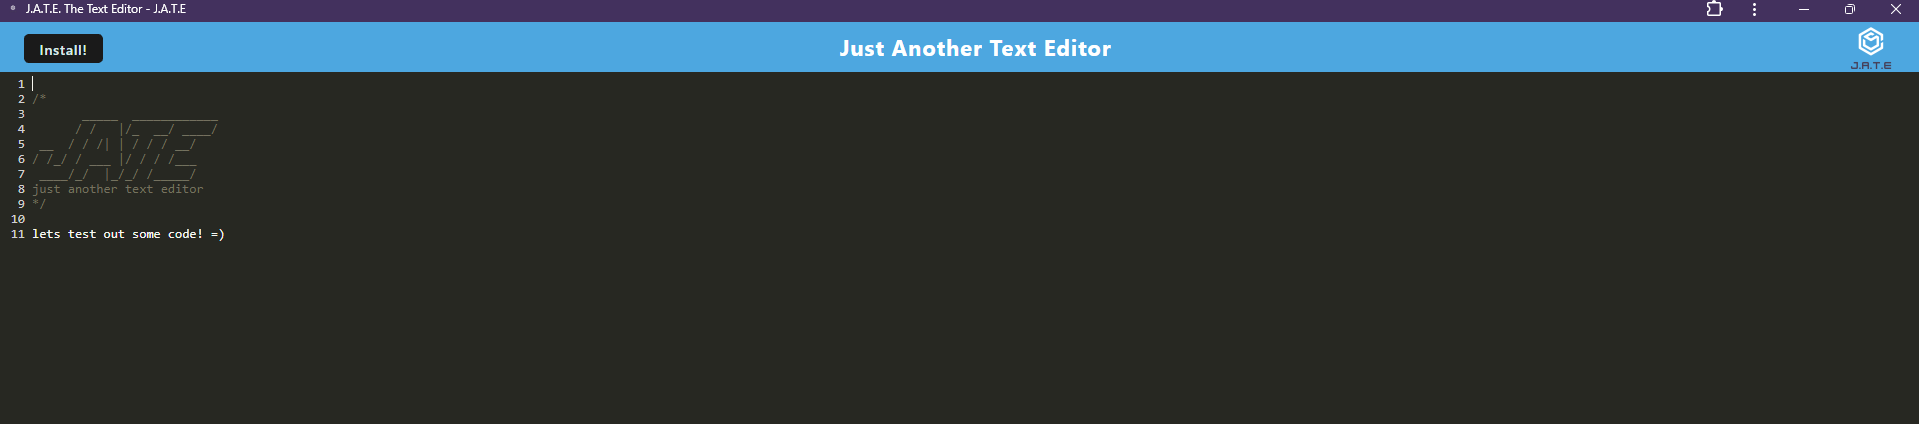 J.A.T.E. The Text Editor - J.A.T.E
Install!
Just Another Text Editor
J.A.T.E
1
2 /*
3       _____  ____________
4      / /   |/_  __/ ____/
5  __  / / /| | / / / __/
6 / /_/ / ___ |/ / / /___
7  ____/_/  |_/_/ /_____/
8 just another text editor
9 */
10
11 lets test out some code! =)